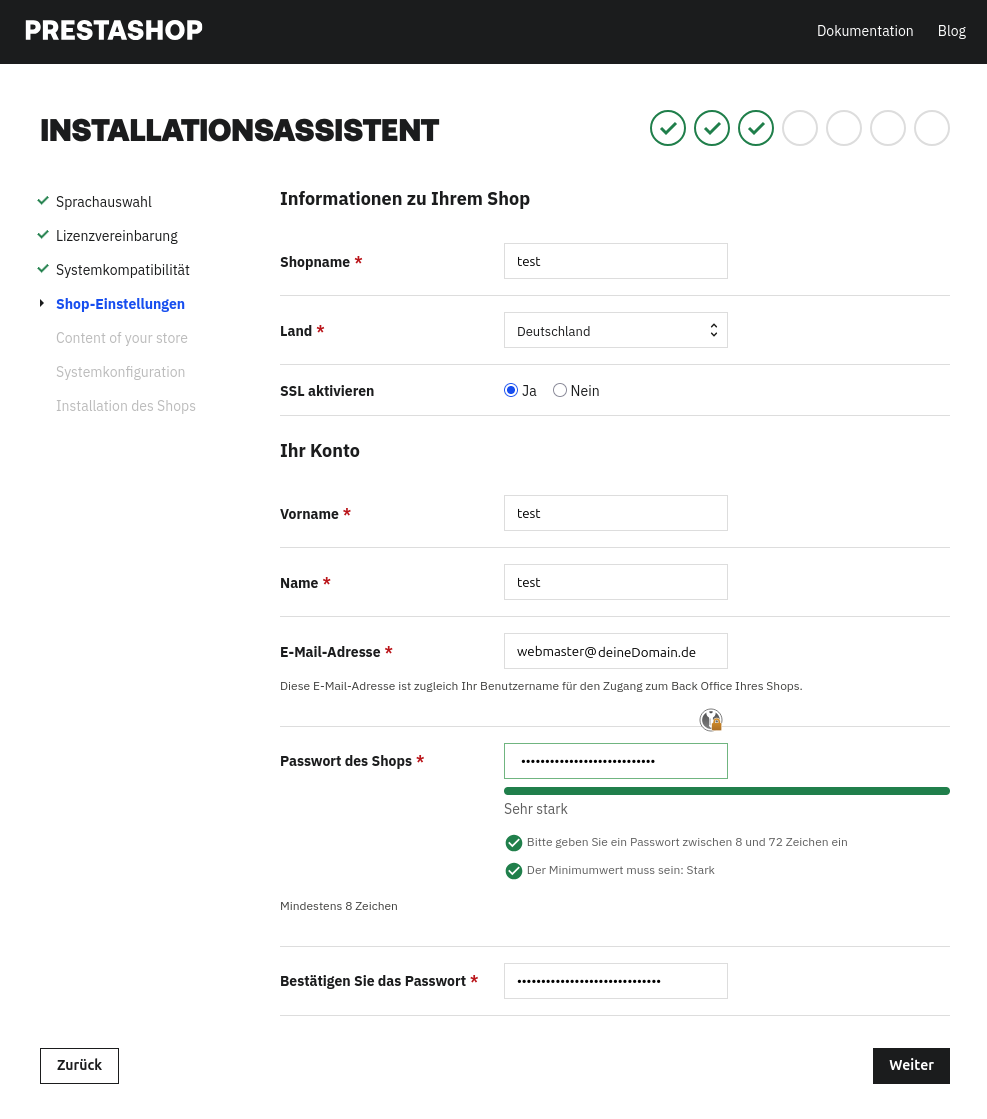 PRESTASHOP
Dokumentation Blog
INSTALLATIONSASSISTENT
Sprachauswahl
Lizenzvereinbarung
Systemkompatibilität
Shop-Einstellungen
Content of your store
Systemkonfiguration
Installation des Shops
Informationen zu Ihrem Shop
Shopname * test
Land * Deutschland
SSL aktivieren Ja Nein
Ihr Konto
Vorname * test
Name * test
E-Mail-Adresse * webmaster@deineDomain.de
Diese E-Mail-Adresse ist zugleich Ihr Benutzername für den Zugang zum Back Office Ihres Shops.
Passwort des Shops *
Sehr stark
Bitte geben Sie ein Passwort zwischen 8 und 72 Zeichen ein
Der Minimumwert muss sein: Stark
Mindestens 8 Zeichen
Bestätigen Sie das Passwort *
Zurück Weiter